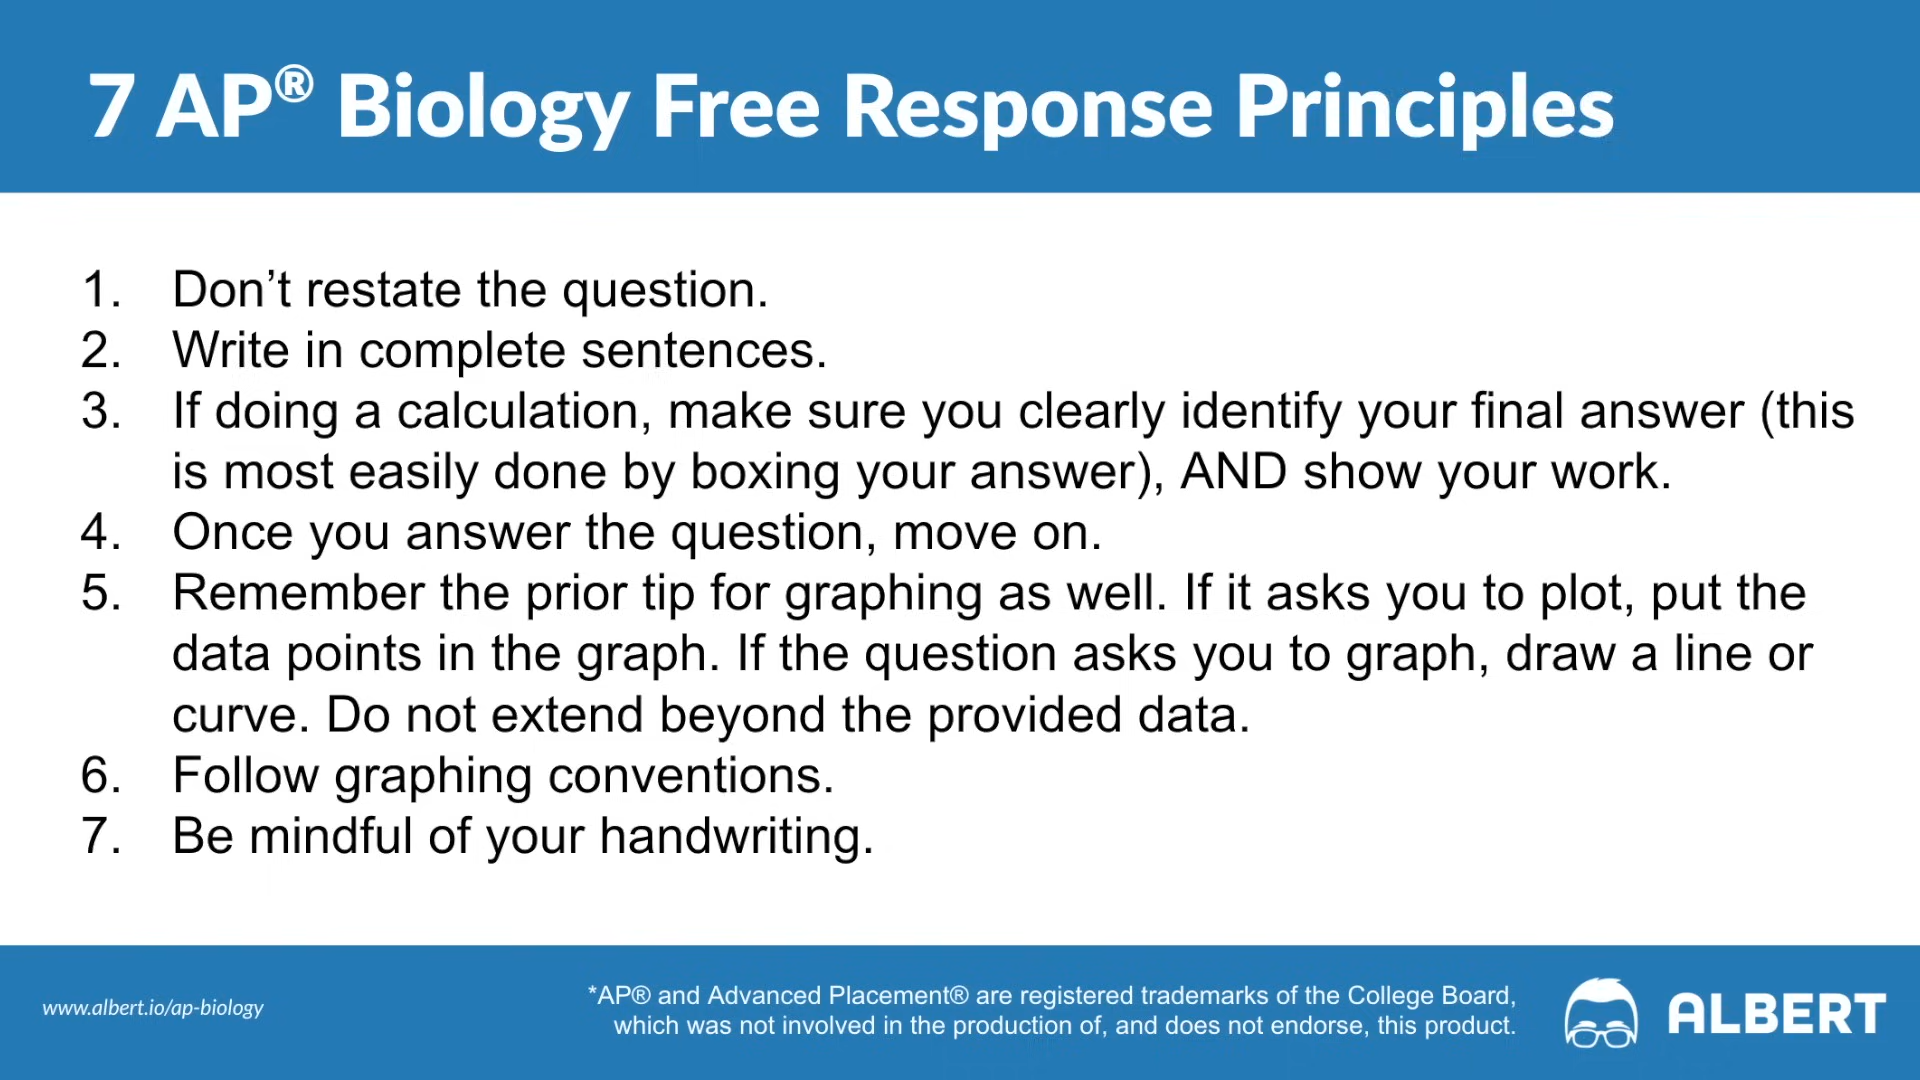 7 AP® Biology Free Response Principles
1. Don’t restate the question.
2. Write in complete sentences.
3. If doing a calculation, make sure you clearly identify your final answer (this
is most easily done by boxing your answer), AND show your work.
4. Once you answer the question, move on.
5. Remember the prior tip for graphing as well. If it asks you to plot, put the
data points in the graph. If the question asks you to graph, draw a line or
curve. Do not extend beyond the provided data.
6. Follow graphing conventions.
7. Be mindful of your handwriting.
www.albert.io/ap-biology
*AP® and Advanced Placement® are registered trademarks of the College Board,
which was not involved in the production of, and does not endorse, this product.
ALBERT